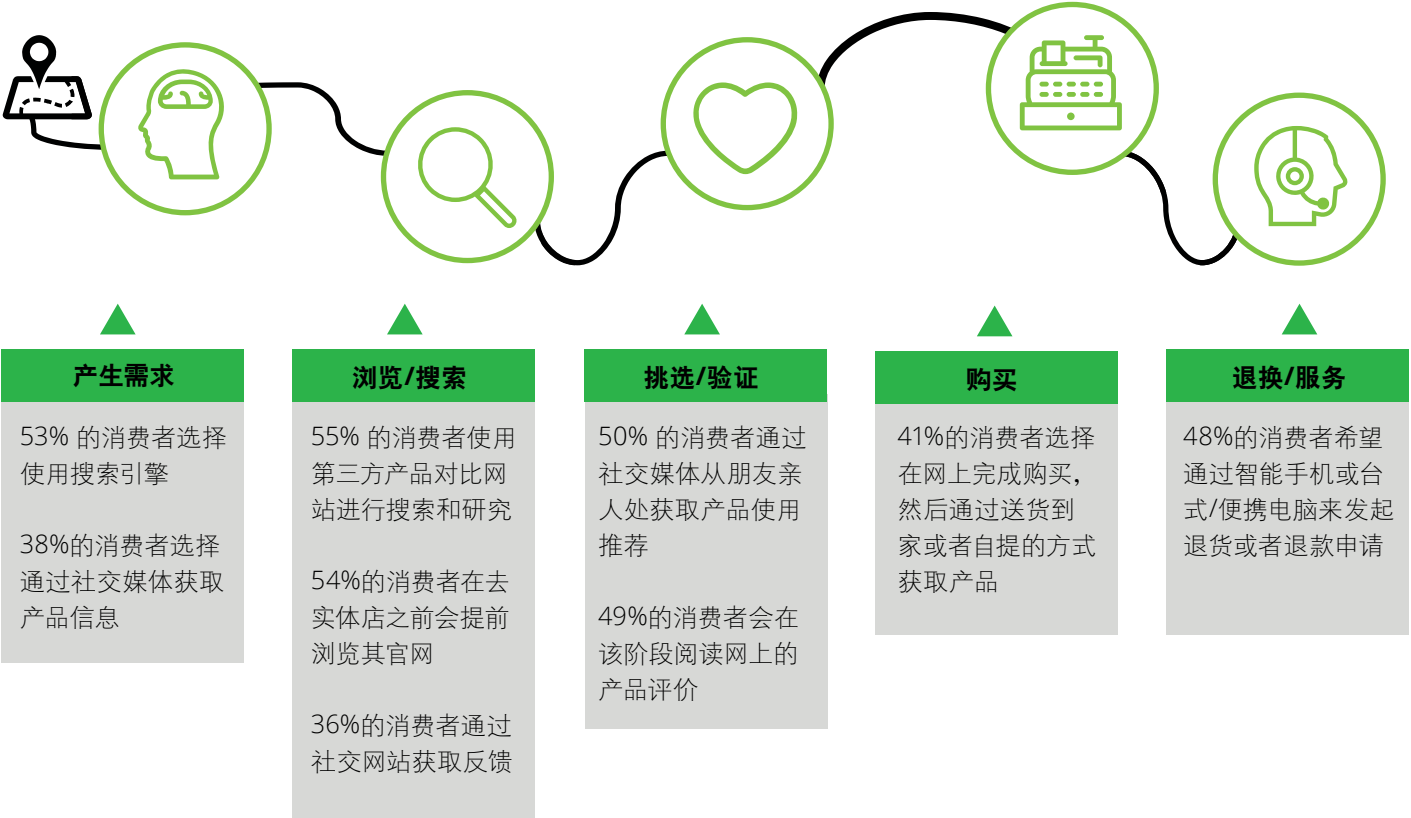 产生需求
53% 的消费者选择
使用搜索引擎
38%的消费者选择
通过社交媒体获取
产品信息
浏览/搜索
55% 的消费者使用
第三方产品对比网
站进行搜索和研究
54%的消费者在去
实体店之前会提前
浏览其官网
36%的消费者通过
社交网站获取反馈
挑选/验证
50% 的消费者通过
社交媒体从朋友亲
人处获取产品使用
推荐
49%的消费者会在
该阶段阅读网上的
产品评价
购买
41%的消费者选择
在网上完成购买，
然后通过送货到
家或者自提的方式
获取产品
退换/服务
48%的消费者希望
通过智能手机或台
式/便携电脑来发起
退货或者退款申请